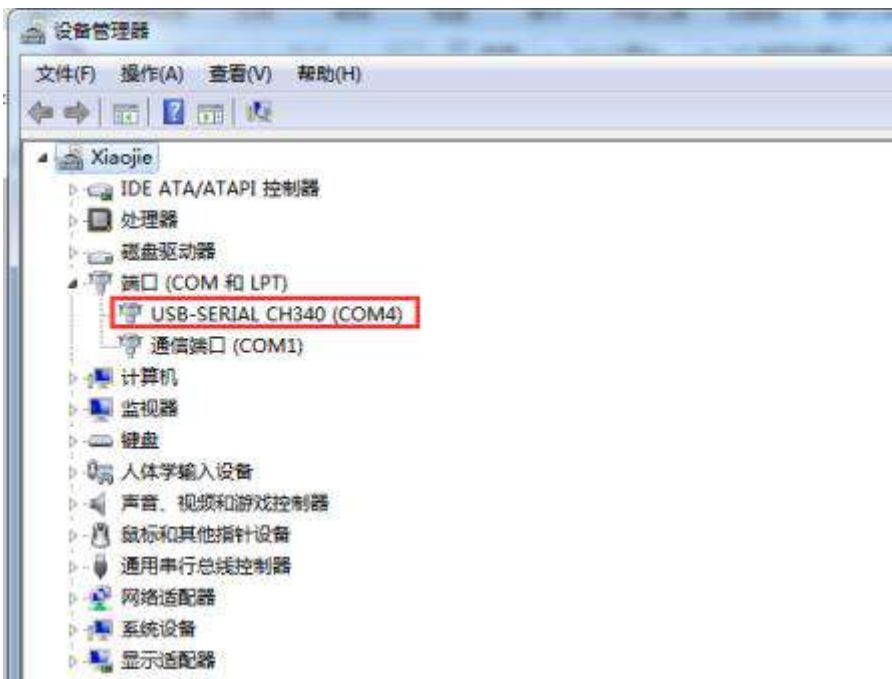 设备管理器
文件(F) 操作(A) 查看(V) 帮助(H)
Xiaojie
IDE ATA/ATAPI 控制器
处理器
磁盘驱动器
端口 (COM 和 LPT)
USB-SERIAL CH340 (COM4)
通信端口 (COM1)
计算机
监视器
键盘
人体学输入设备
声音、视频和游戏控制器
鼠标和其他指针设备
通用串行总线控制器
网络适配器
系统设备
显示适配器